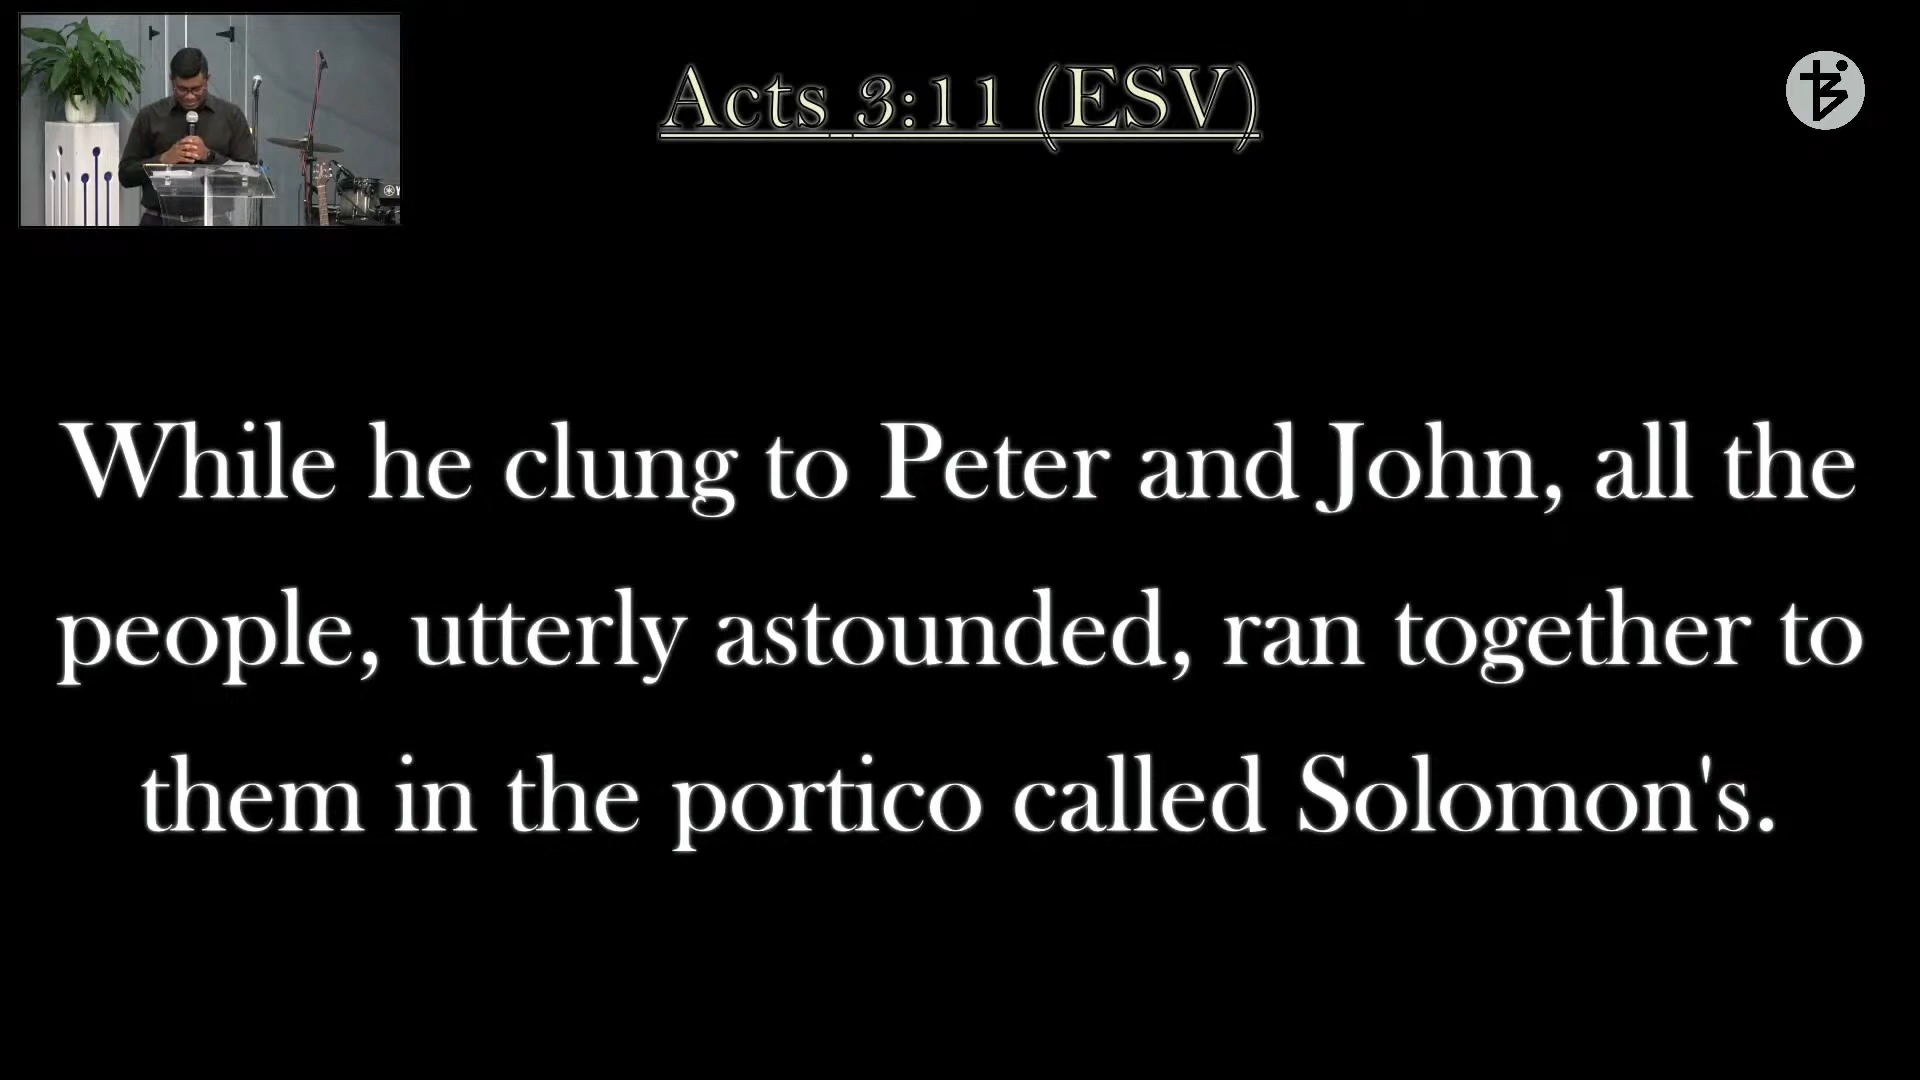 Acts 3:11 (ESV)
While he clung to Peter and John, all the
people, utterly astounded, ran together to
them in the portico called Solomon's.